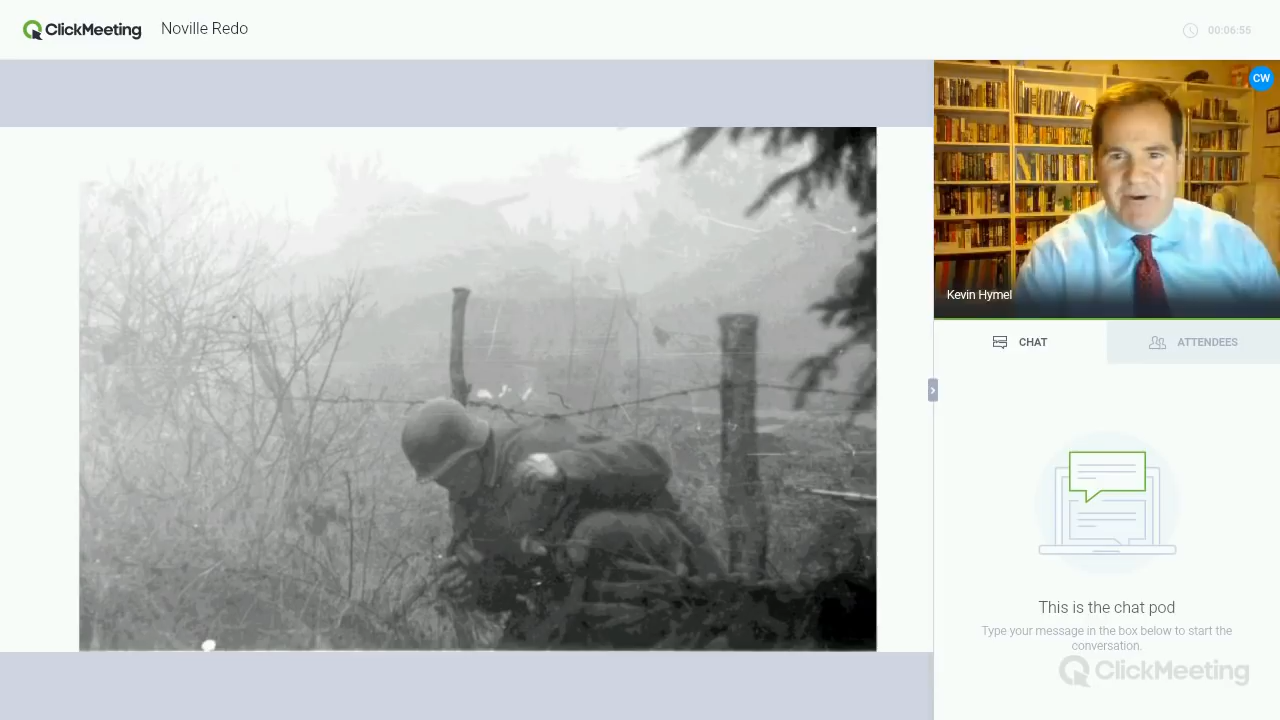 ClickMeeting
Noville Redo
00:06:55
CW
Kevin Hymel
CHAT
ATTENDEES
This is the chat pod
Type your message in the box below to start the
conversation.
ClickMeeting